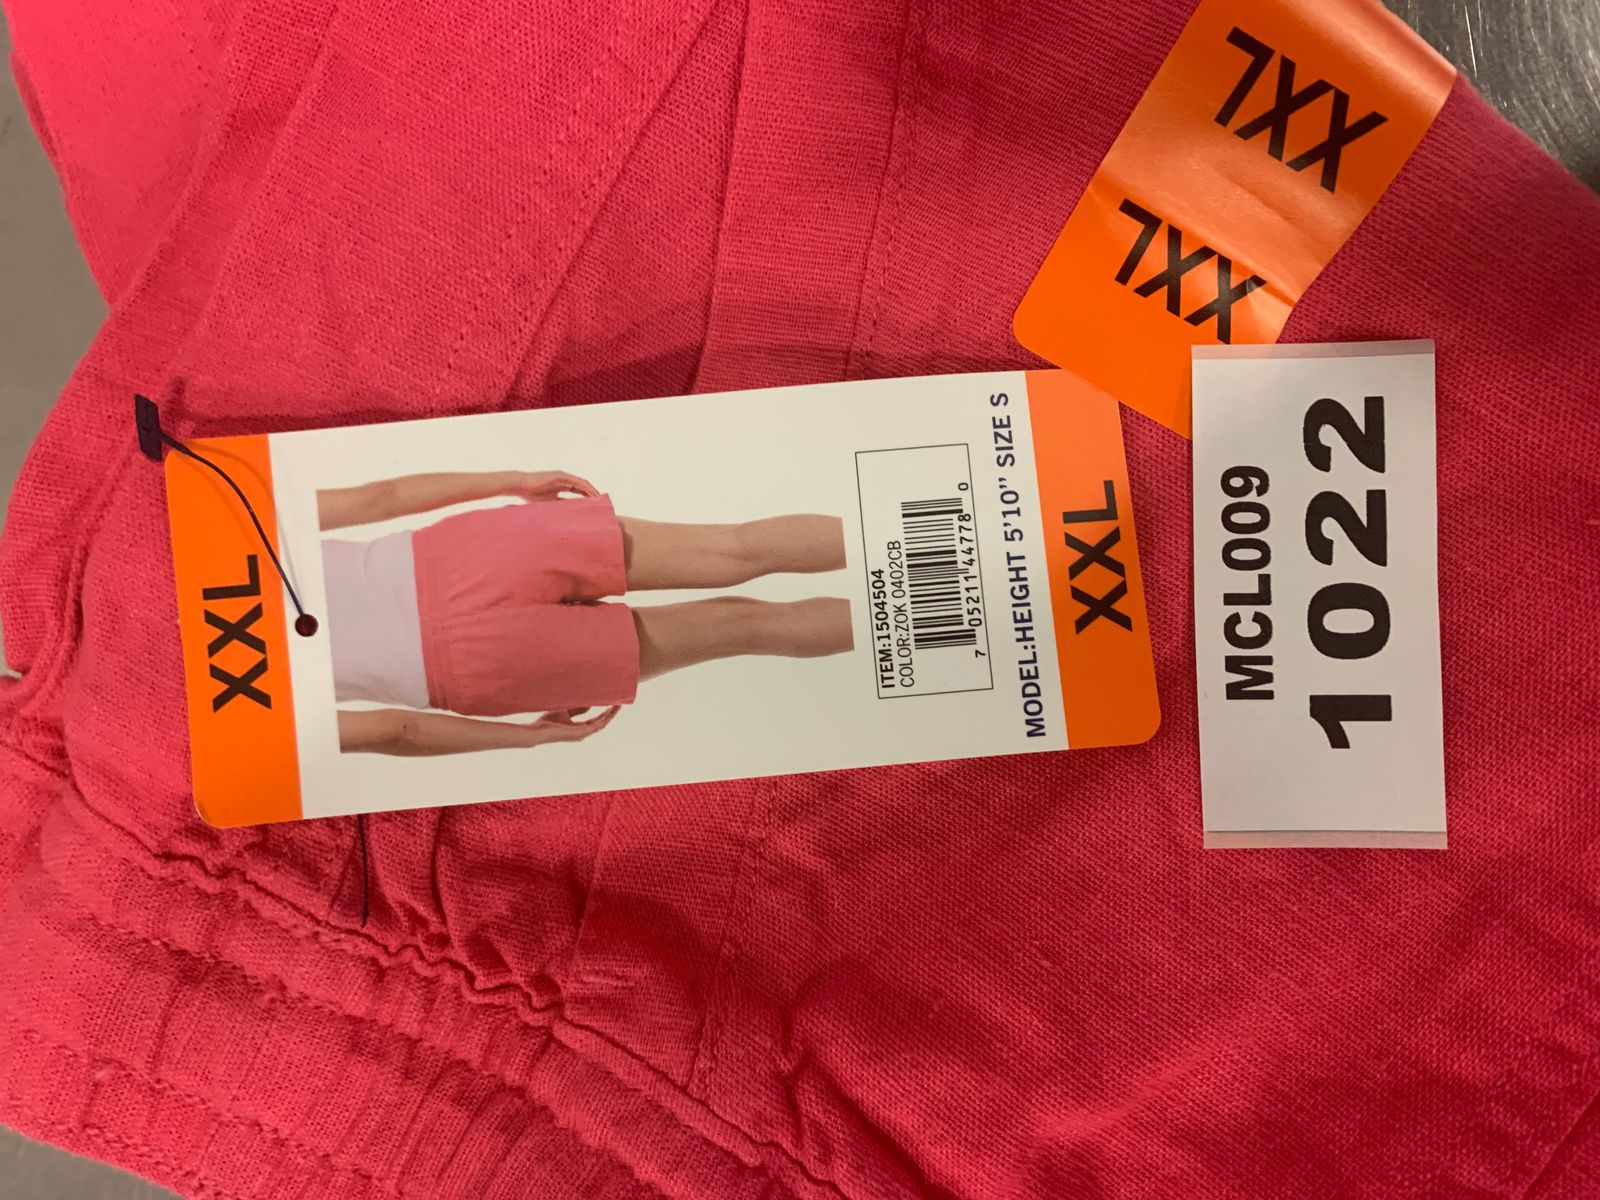 XXL
XXL
XXL
ITEM:1504504
COLOR:ZOK 0402CB
7 05211 44778 0
MODEL:HEIGHT 5'10" SIZE S
XXL
MCL009
1022